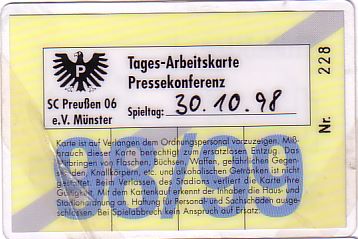 P
Tages-Arbeitskarte
Pressekonferenz
SC Preußen 06
e.V. Münster
Spieltag: 30.10.98
Nr. 228
98/99
Karte ist auf Verlangen dem Ordnungspersonal vorzuzeigen. Miß-
brauch dieser Karte berechtigt zum ersatzlosen Entzug. Das
Mitbringen von Flaschen, Büchsen, Waffen, gefährlichen Gegen-
ständen, Knallkörpern, etc. und alkoholischen Getränken ist nicht
gestattet. Beim Verlassen des Stadions verliert die Karte ihre
Gültigkeit. Mit dem Kartenkauf erkennt der Inhaber die Haus- und
Stadionordnung an. Haftung für Personen- und Sachschäden ausge-
schlossen. Bei Spielabbruch kein Anspruch auf Ersatz.